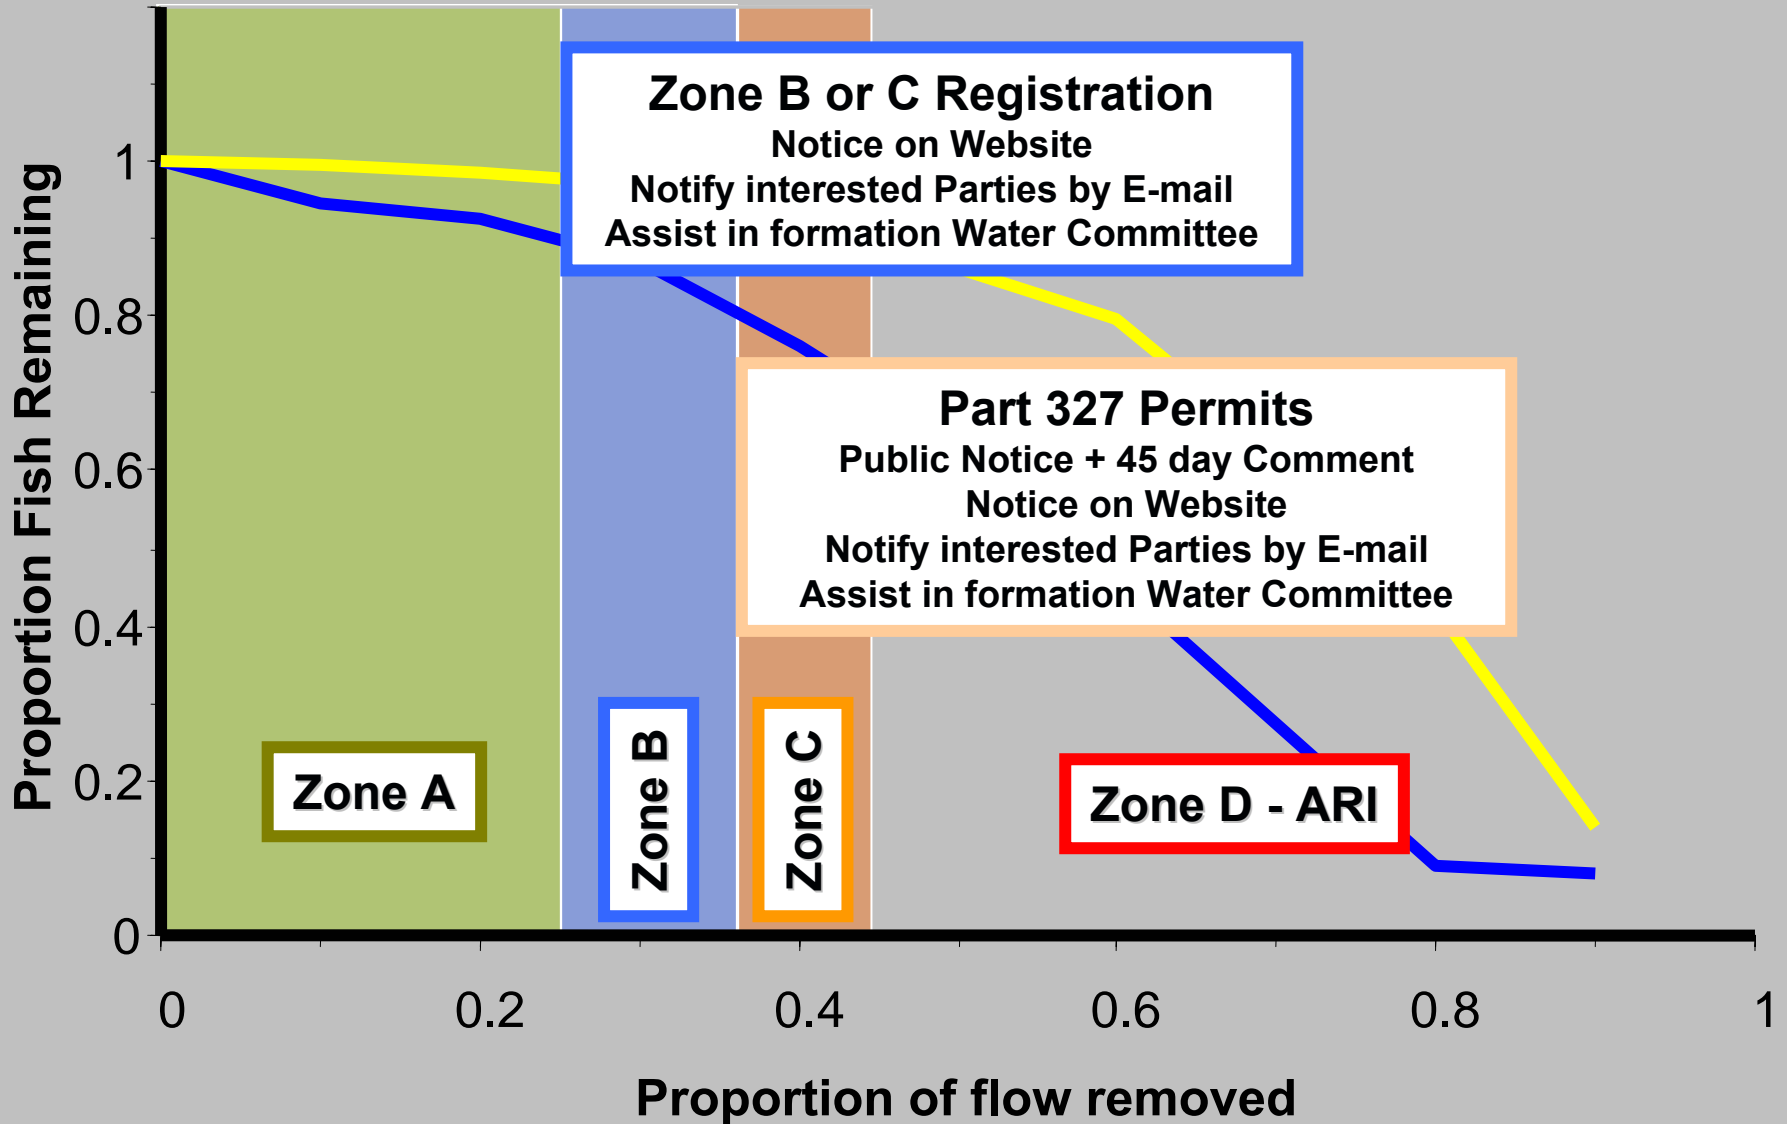 Zone B or C Registration
Notice on Website
Notify interested Parties by E-mail
Assist in formation Water Committee
Part 327 Permits
Public Notice + 45 day Comment
Notice on Website
Notify interested Parties by E-mail
Assist in formation Water Committee
Proportion Fish Remaining
1
0.8
0.6
0.4
0.2
0
Zone A
Zone B
Zone C
Zone D - ARI
0 0.2 0.4 0.6 0.8 1
Proportion of flow removed